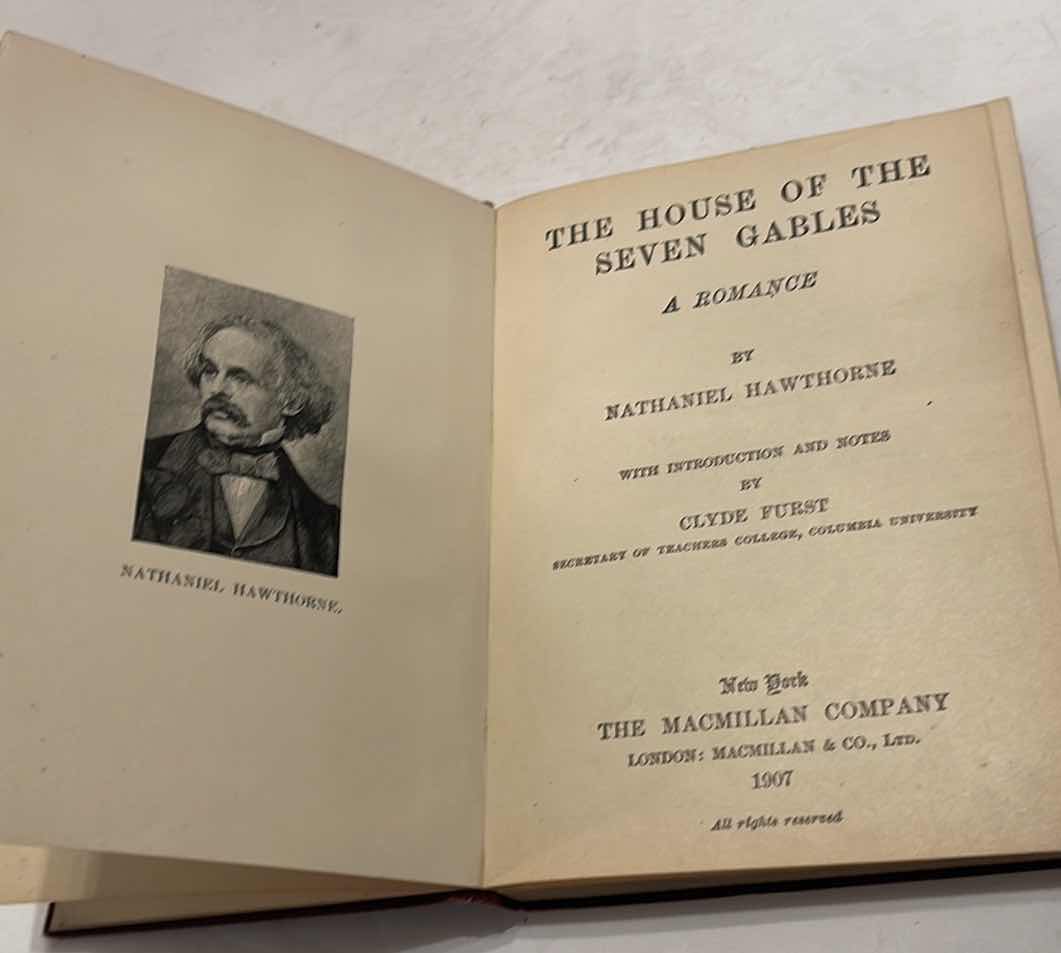 NATHANIEL HAWTHORNE.
THE HOUSE OF THE
SEVEN GABLES
A ROMANCE
BY
NATHANIEL HAWTHORNE
WITH INTRODUCTION AND NOTES
BY
CLYDE FURST
SECRETARY OF TEACHERS COLLEGE, COLUMBIA UNIVERSITY
New York
THE MACMILLAN COMPANY
LONDON: MACMILLAN & CO., LTD.
1907
All rights reserved